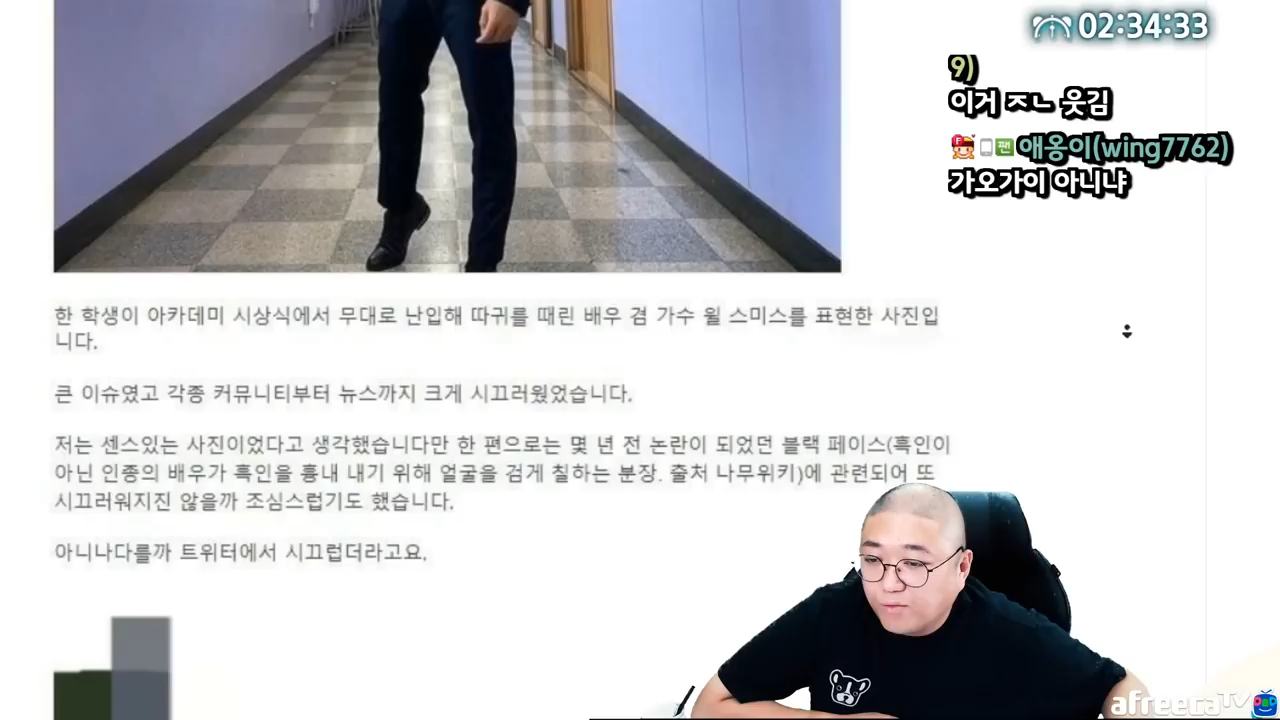 02:34:33
9)
이거 ㅈㄴ 웃김
F 팬 애옹이(wing7762)
가오가이 아니냐
한 학생이 아카데미 시상식에서 무대로 난입해 따귀를 때린 배우 겸 가수 윌 스미스를 표현한 사진입
니다.
큰 이슈였고 각종 커뮤니티부터 뉴스까지 크게 시끄러웠었습니다.
저는 센스있는 사진이었다고 생각했습니다만 한 편으로는 몇 년 전 논란이 되었던 블랙 페이스(흑인이
아닌 인종의 배우가 흑인을 흉내 내기 위해 얼굴을 검게 칠하는 분장. 출처 나무위키)에 관련되어 또
시끄러워지진 않을까 조심스럽기도 했습니다.
아니나다를까 트위터에서 시끄럽더라고요.
afreecaTV